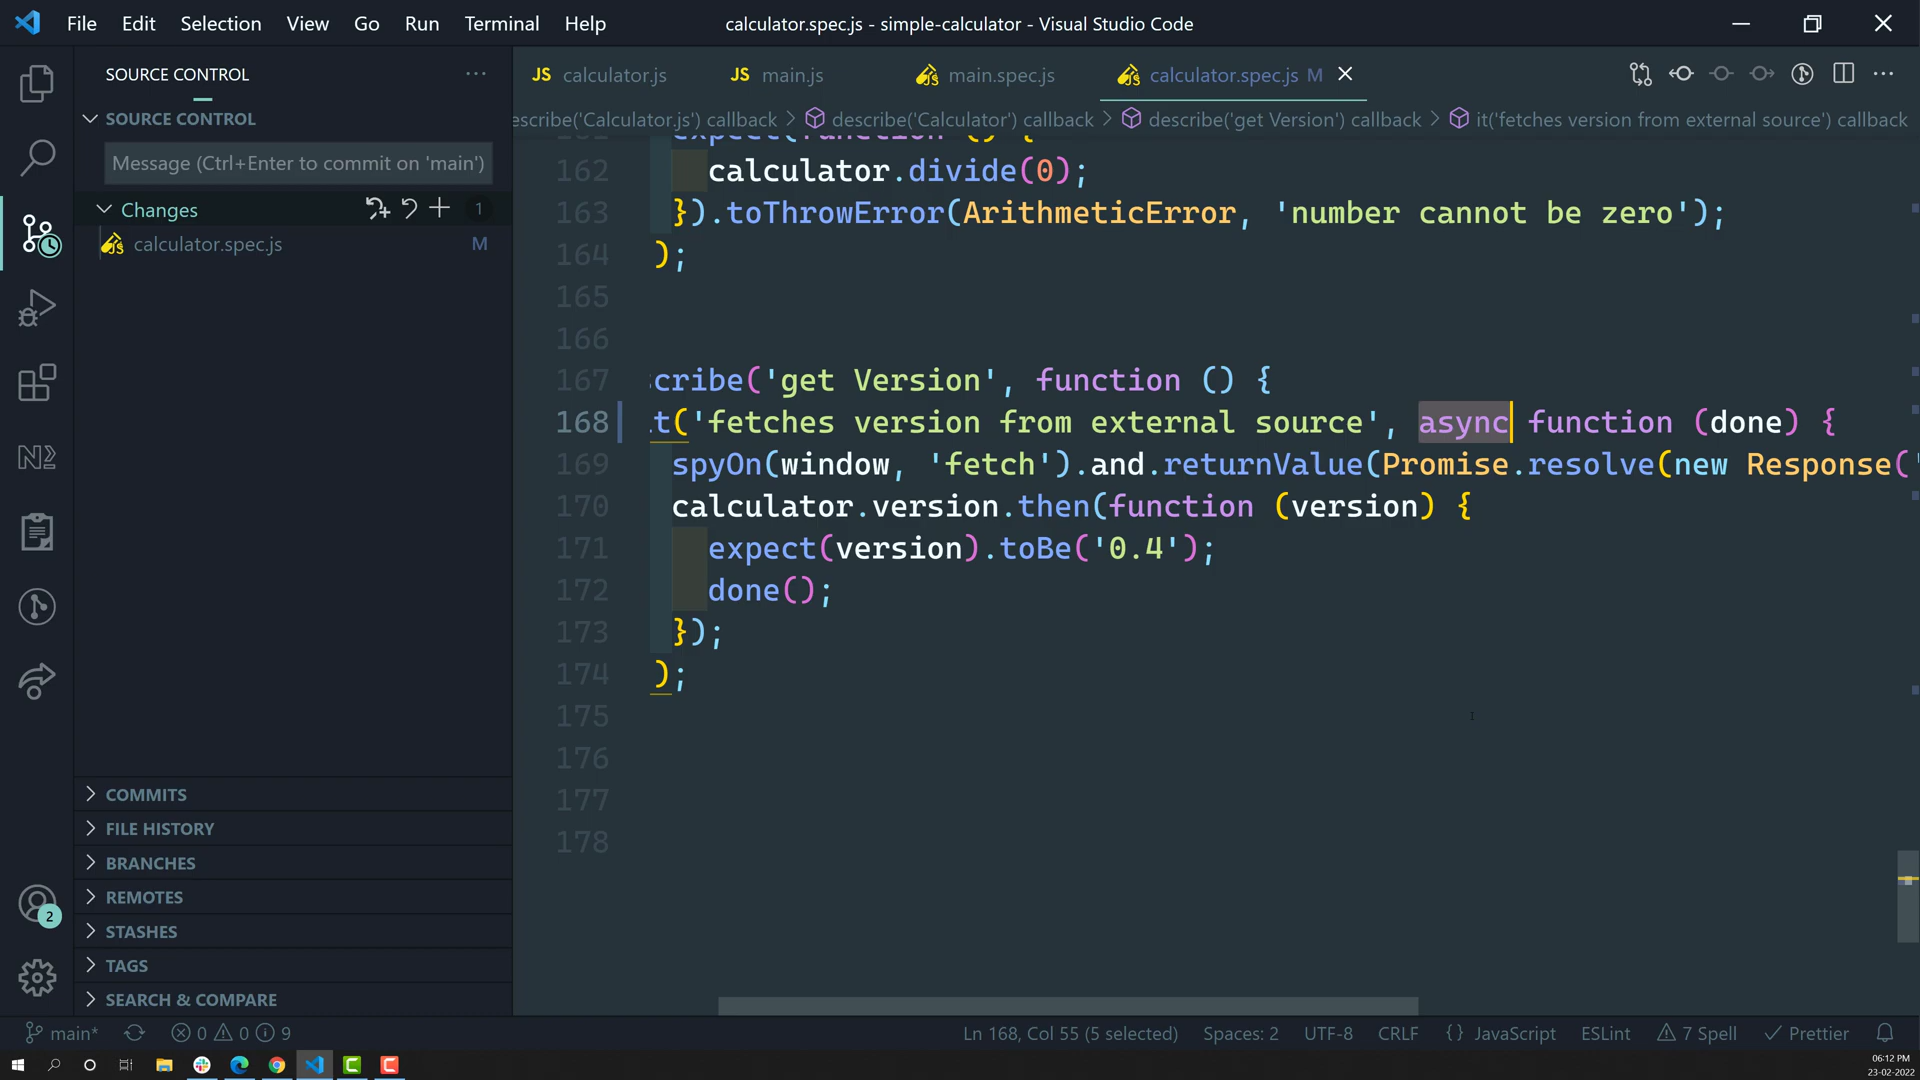 File Edit Selection View Go Run Terminal Help
calculator.spec.js - simple-calculator - Visual Studio Code
SOURCE CONTROL
JS calculator.js
JS main.js
main.spec.js
calculator.spec.js M
SOURCE CONTROL
escribe('Calculator.js') callback > describe('Calculator') callback > describe('get Version') callback > it('fetches version from external source') callback
Message (Ctrl+Enter to commit on 'main')
Changes 1
calculator.spec.js M
expect(function () {
162 calculator.divide(0);
163 }).toThrowError(ArithmeticError, 'number cannot be zero');
164 );
165
166
167 cribe('get Version', function () {
168 t('fetches version from external source', async function (done) {
169 spyOn(window, 'fetch').and.returnValue(Promise.resolve(new Response('
170 calculator.version.then(function (version) {
171 expect(version).toBe('0.4');
172 done();
173 });
174 );
175
176
177
178
COMMITS
FILE HISTORY
BRANCHES
REMOTES
STASHES
TAGS
SEARCH & COMPARE
2
main* 0 0 9
Ln 168, Col 55 (5 selected) Spaces: 2 UTF-8 CRLF {} JavaScript ESLint 7 Spell Prettier
06:12 PM
23-02-2022